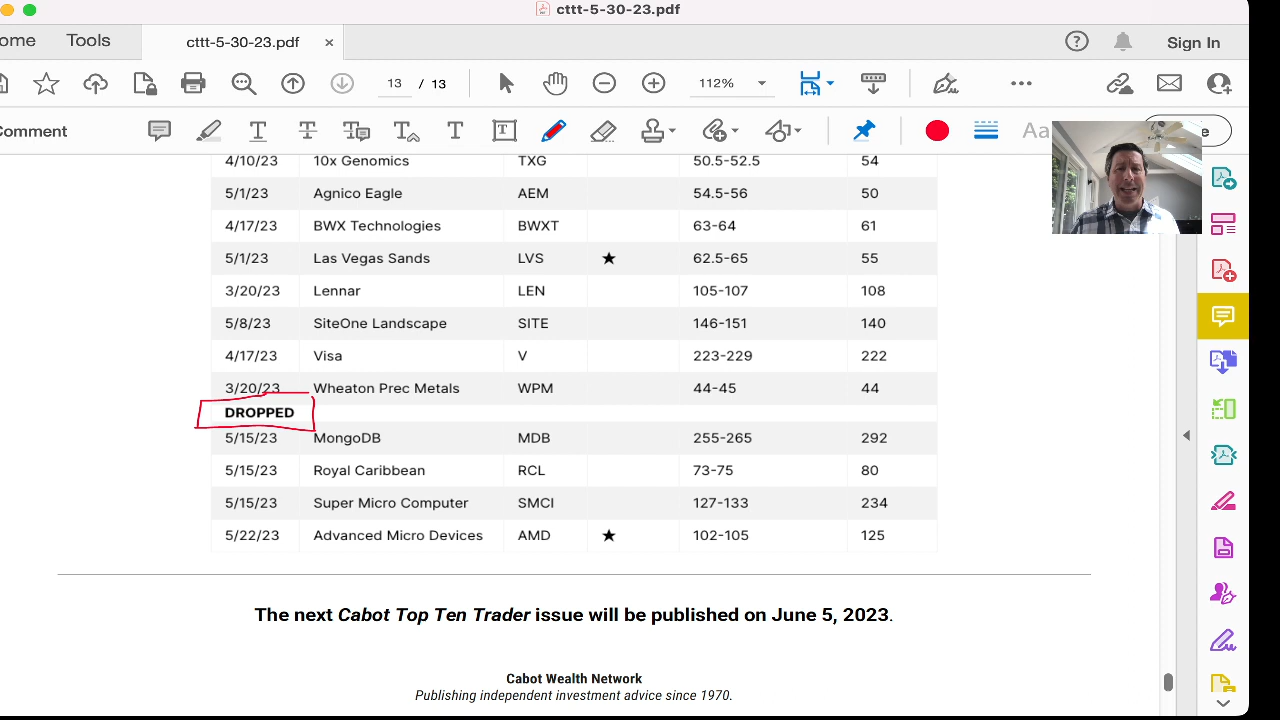 cttt-5-30-23.pdf
ome Tools cttt-5-30-23.pdf × ? Sign In
13 / 13 112%
Comment T T T T T T Aa e
4/10/23 10x Genomics TXG 50.5-52.5 54
5/1/23 Agnico Eagle AEM 54.5-56 50
4/17/23 BWX Technologies BWXT 63-64 61
5/1/23 Las Vegas Sands LVS ★ 62.5-65 55
3/20/23 Lennar LEN 105-107 108
5/8/23 SiteOne Landscape SITE 146-151 140
4/17/23 Visa V 223-229 222
3/20/23 Wheaton Prec Metals WPM 44-45 44
DROPPED
5/15/23 MongoDB MDB 255-265 292
5/15/23 Royal Caribbean RCL 73-75 80
5/15/23 Super Micro Computer SMCI 127-133 234
5/22/23 Advanced Micro Devices AMD ★ 102-105 125
The next Cabot Top Ten Trader issue will be published on June 5, 2023.
Cabot Wealth Network
Publishing independent investment advice since 1970.